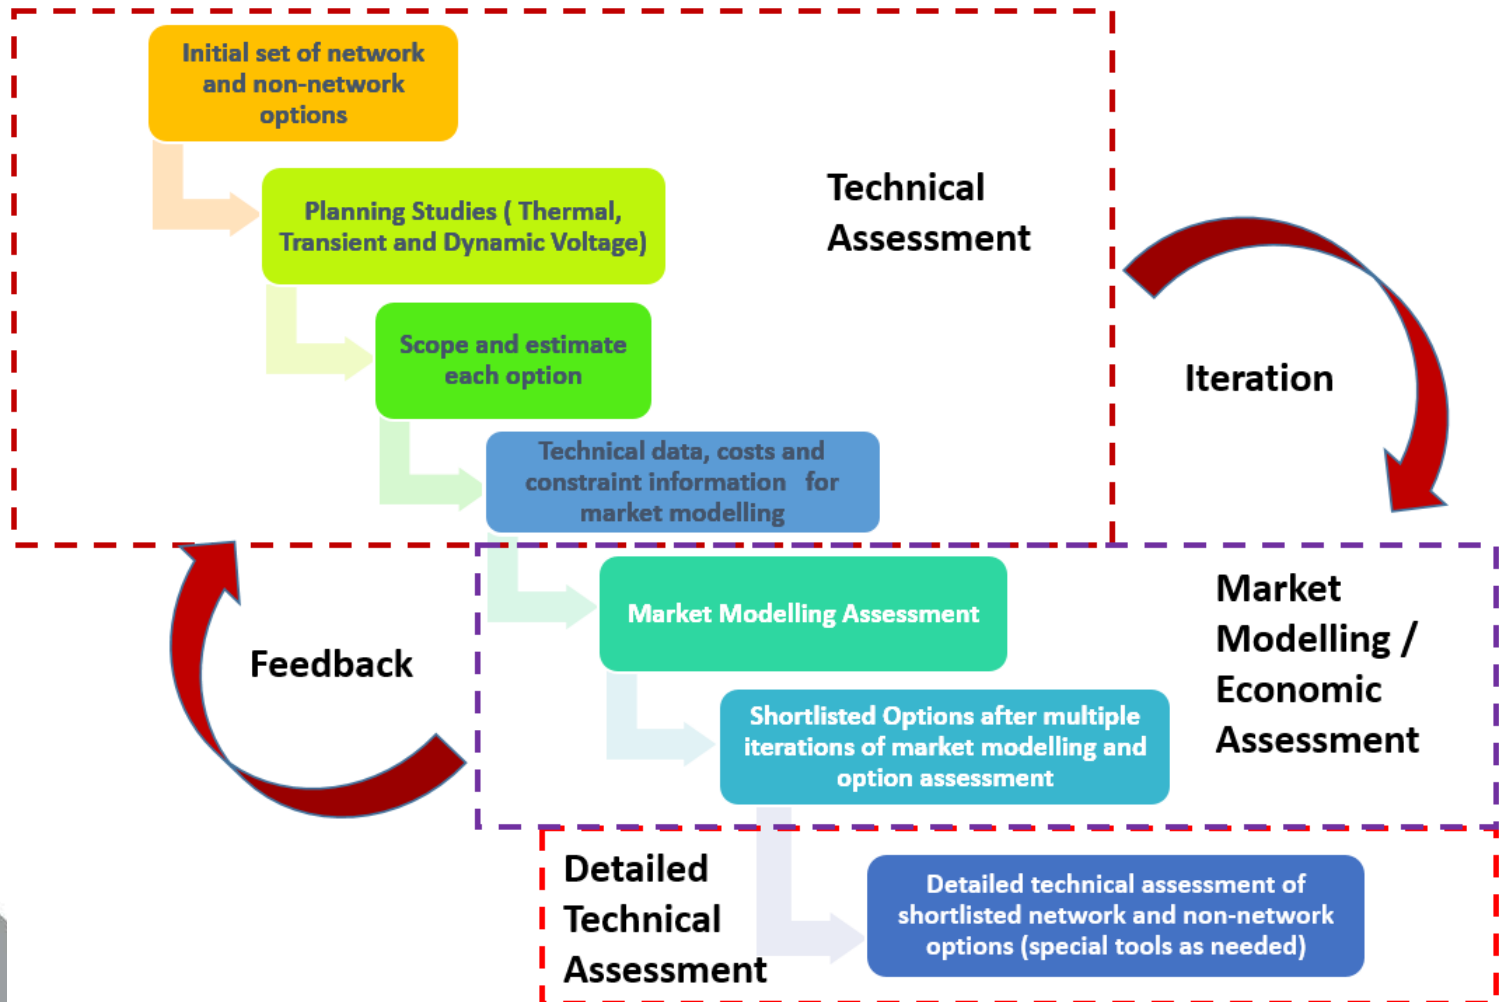 Initial set of network
and non-network
options
Planning Studies ( Thermal,
Transient and Dynamic Voltage)
Technical
Assessment
Scope and estimate
each option
Iteration
Technical data, costs and
constraint information for
market modelling
Market Modelling Assessment
Market
Modelling /
Economic
Assessment
Feedback
Shortlisted Options after multiple
iterations of market modelling and
option assessment
Detailed
Technical
Assessment
Detailed technical assessment of
shortlisted network and non-network
options (special tools as needed)